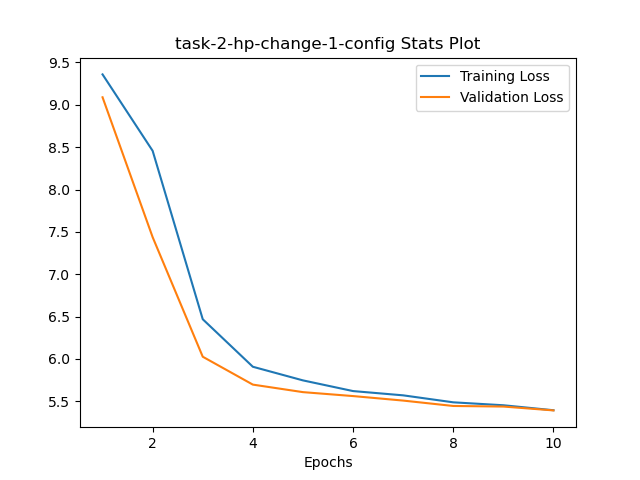 task-2-hp-change-1-config Stats Plot
Training Loss
Validation Loss
9.5
9.0
8.5
8.0
7.5
7.0
6.5
6.0
5.5
2 4 6 8 10
Epochs